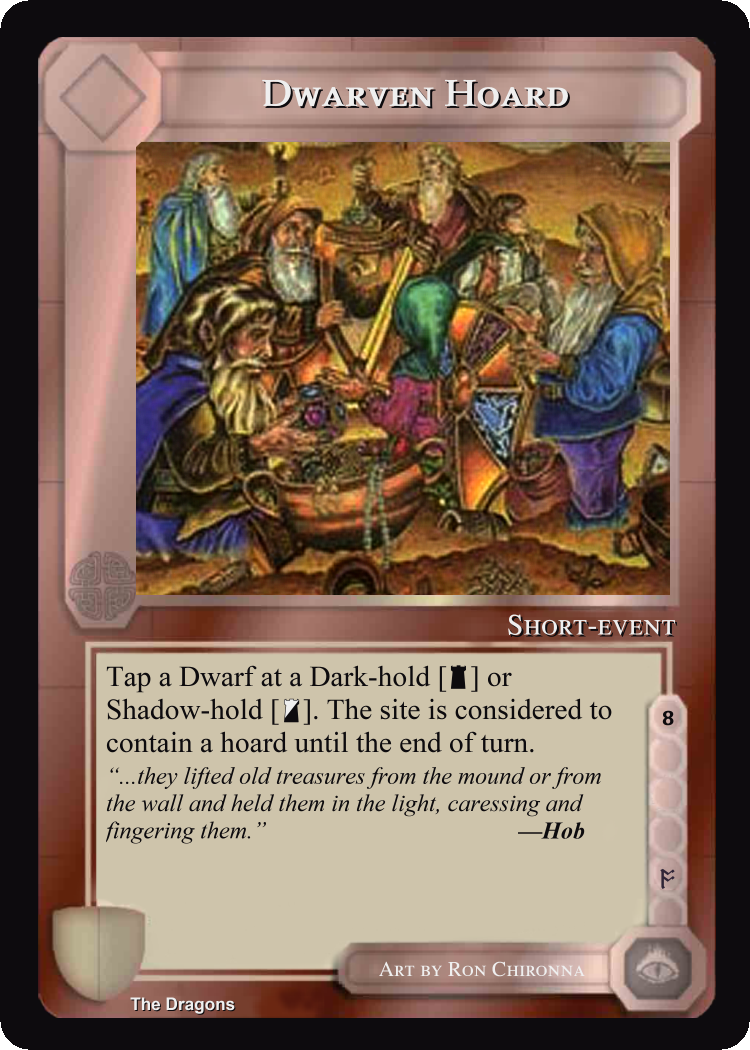 Dwarven Hoard
Short-event
Tap a Dwarf at a Dark-hold [ ] or
Shadow-hold [ ]. The site is considered to
contain a hoard until the end of turn.
“...they lifted old treasures from the mound or from
the wall and held them in the light, caressing and
fingering them.” —Hob
8
Art by Ron Chironna
The Dragons